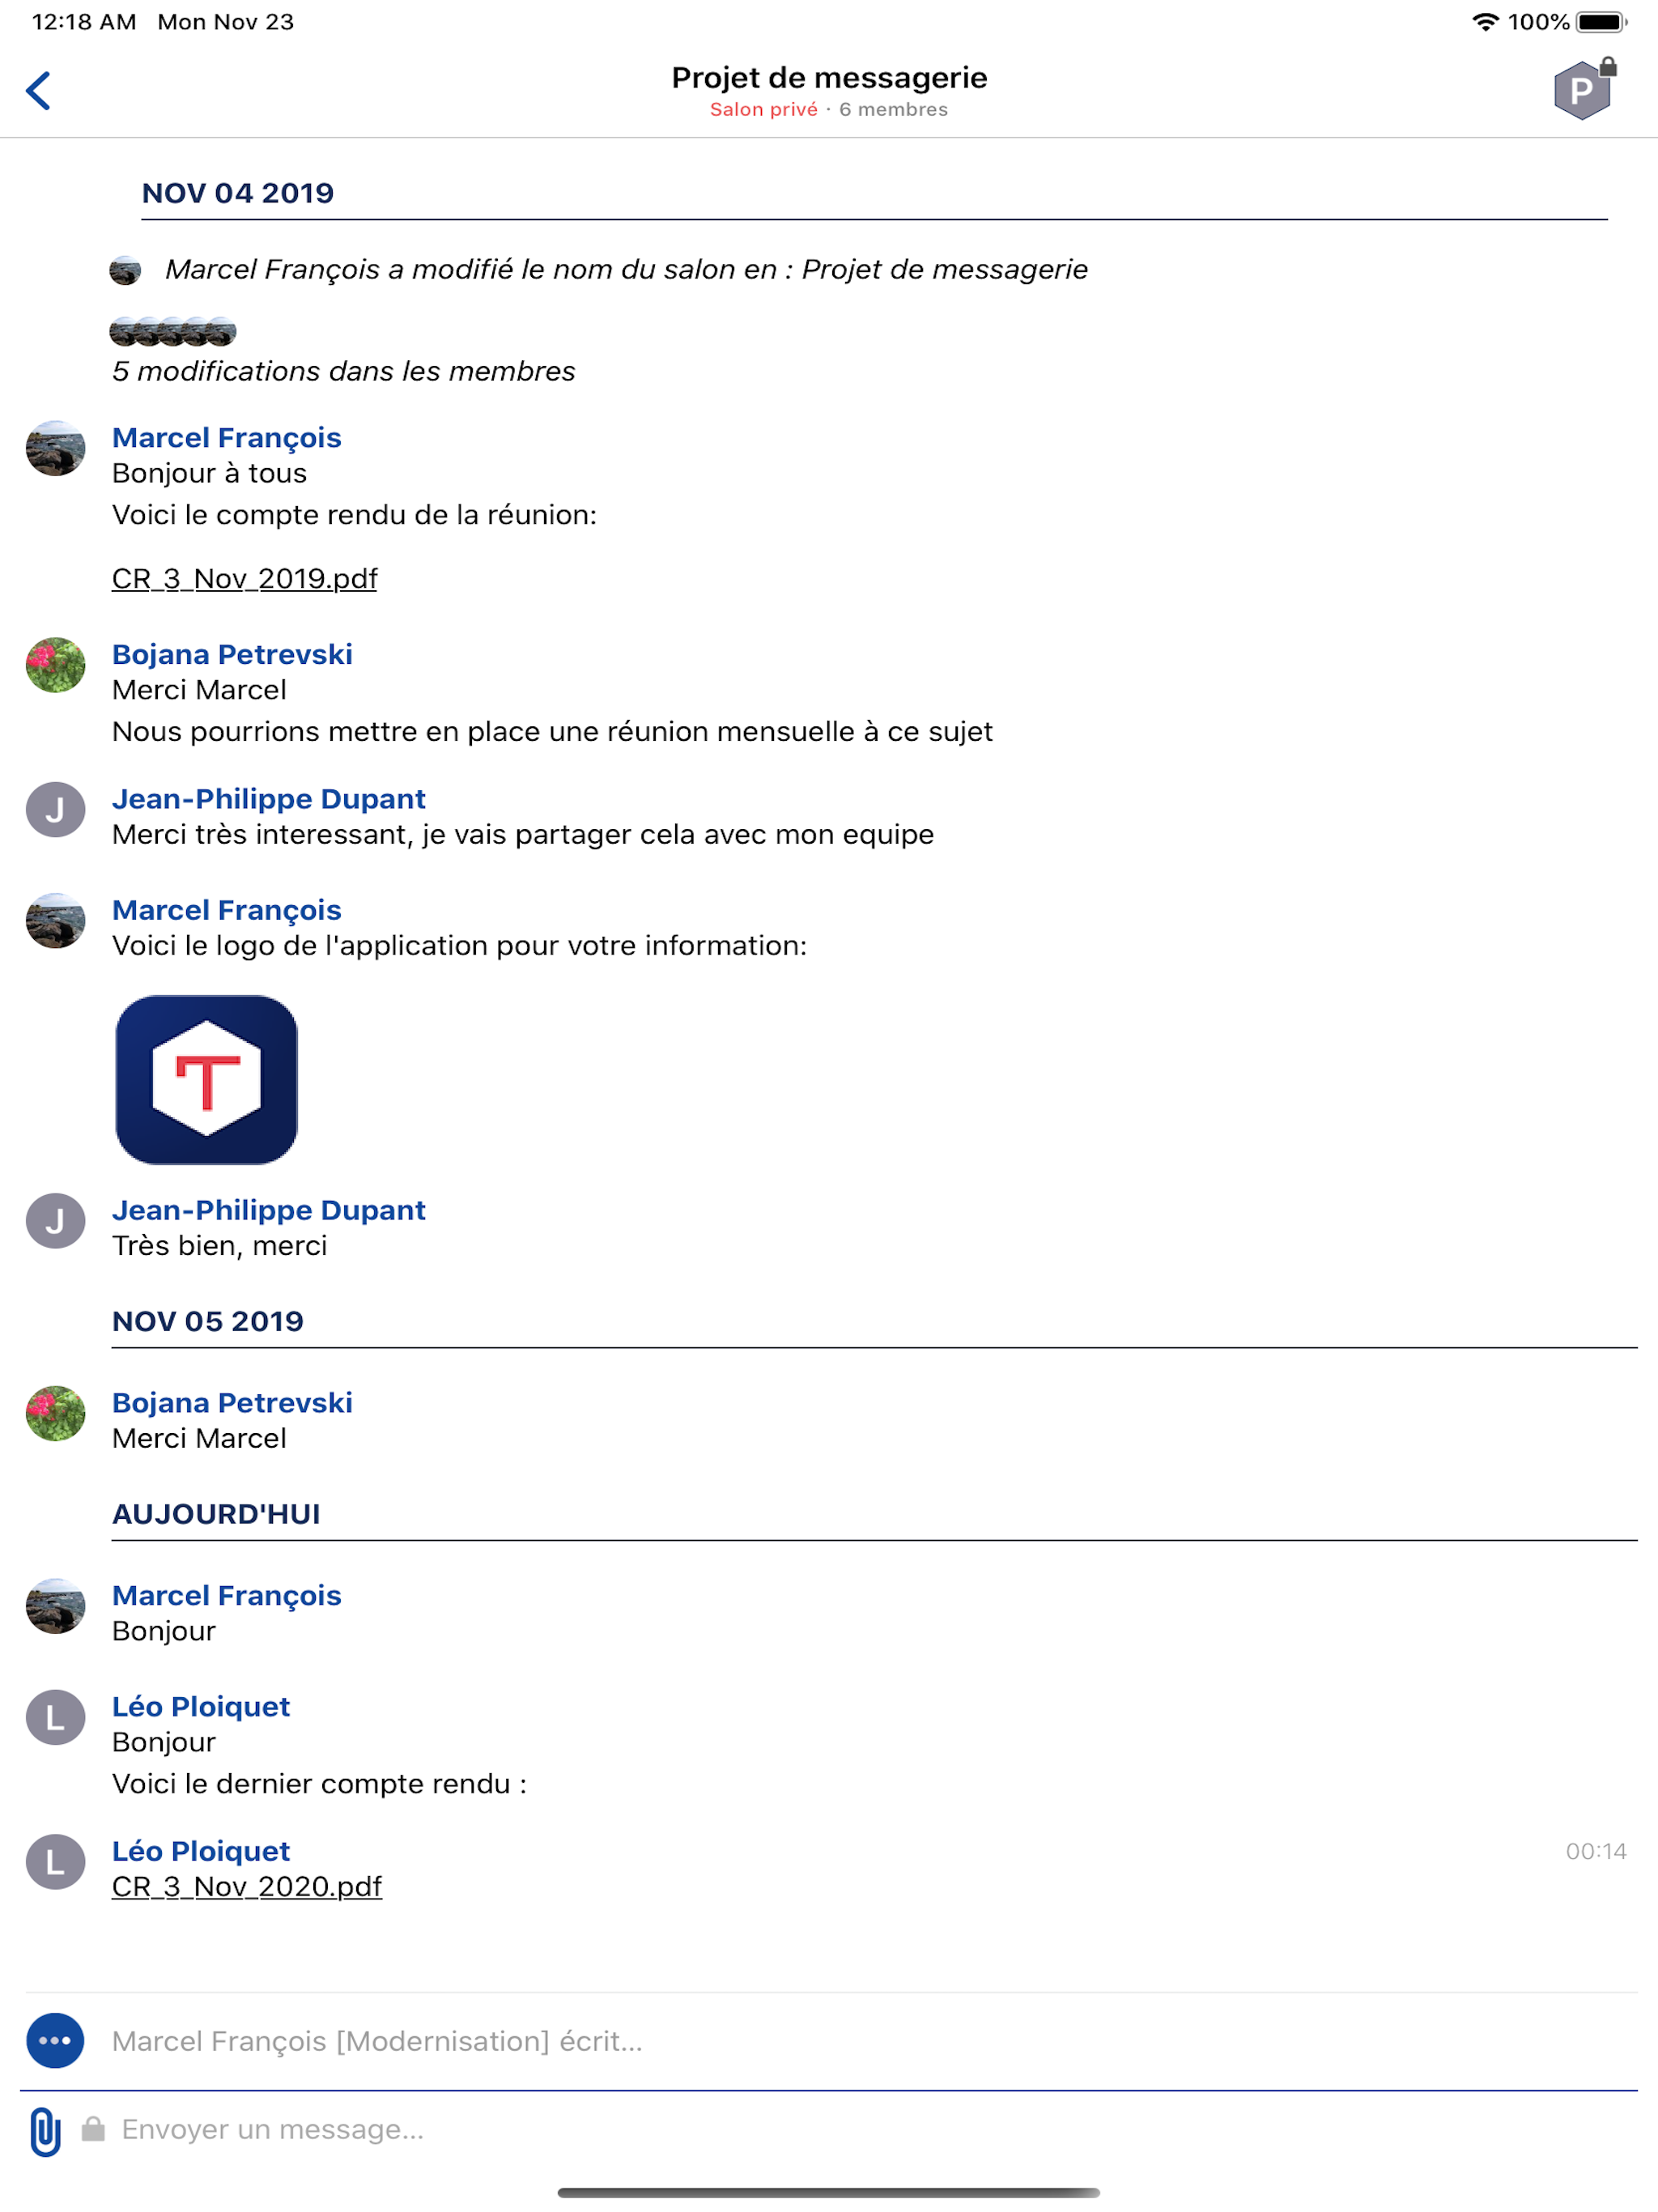 12:18 AM Mon Nov 23
100%
Projet de messagerie
Salon privé · 6 membres
P
NOV 04 2019
Marcel François a modifié le nom du salon en : Projet de messagerie
5 modifications dans les membres
Marcel François
Bonjour à tous
Voici le compte rendu de la réunion:
CR_3_Nov_2019.pdf
Bojana Petrevski
Merci Marcel
Nous pourrions mettre en place une réunion mensuelle à ce sujet
J
Jean-Philippe Dupant
Merci très interessant, je vais partager cela avec mon equipe
Marcel François
Voici le logo de l'application pour votre information:
T
J
Jean-Philippe Dupant
Très bien, merci
NOV 05 2019
Bojana Petrevski
Merci Marcel
AUJOURD'HUI
Marcel François
Bonjour
L
Léo Ploiquet
Bonjour
Voici le dernier compte rendu :
L
Léo Ploiquet 00:14
CR_3_Nov_2020.pdf
Marcel François [Modernisation] écrit...
Envoyer un message...